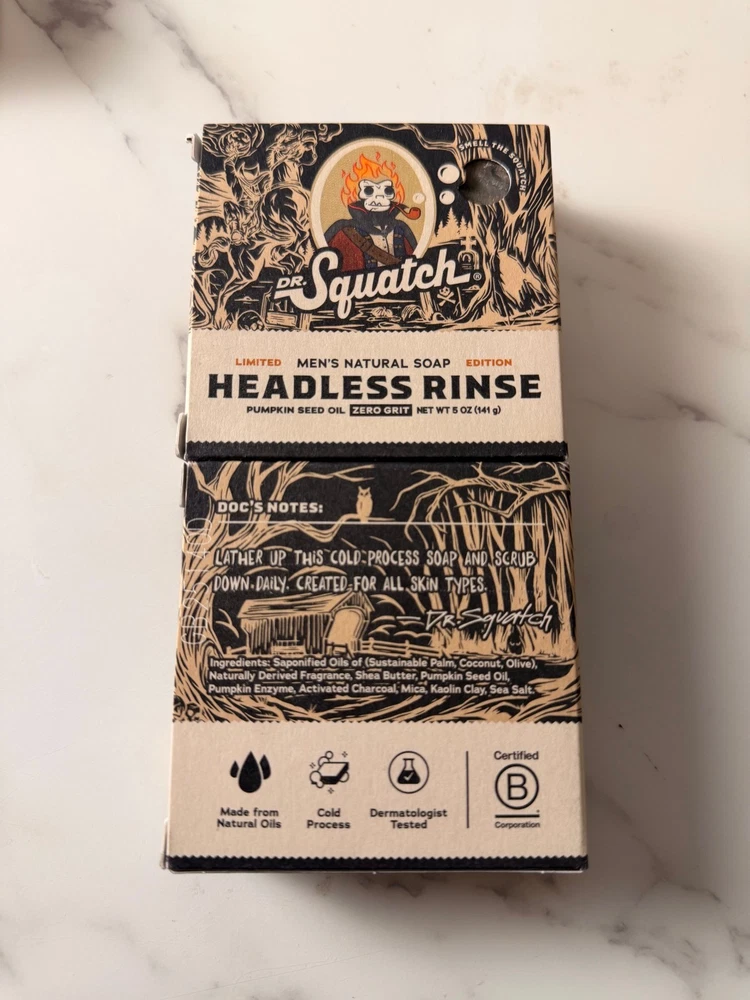 SMELL THE SQUATCH
DR. Squatch®
LIMITED MEN'S NATURAL SOAP EDITION
HEADLESS RINSE
PUMPKIN SEED OIL ZERO GRIT NET WT 5 OZ (141 g)
DOC'S NOTES:
LATHER UP THIS COLD-PROCESS SOAP AND SCRUB
DOWN DAILY. CREATED FOR ALL SKIN TYPES.
— Dr. Squatch
Ingredients: Saponified Oils of (Sustainable Palm, Coconut, Olive),
Naturally Derived Fragrance, Shea Butter, Pumpkin Seed Oil,
Pumpkin Enzyme, Activated Charcoal, Mica, Kaolin Clay, Sea Salt.
Made from
Natural Oils
Cold
Process
Dermatologist
Tested
Certified
B
Corporation